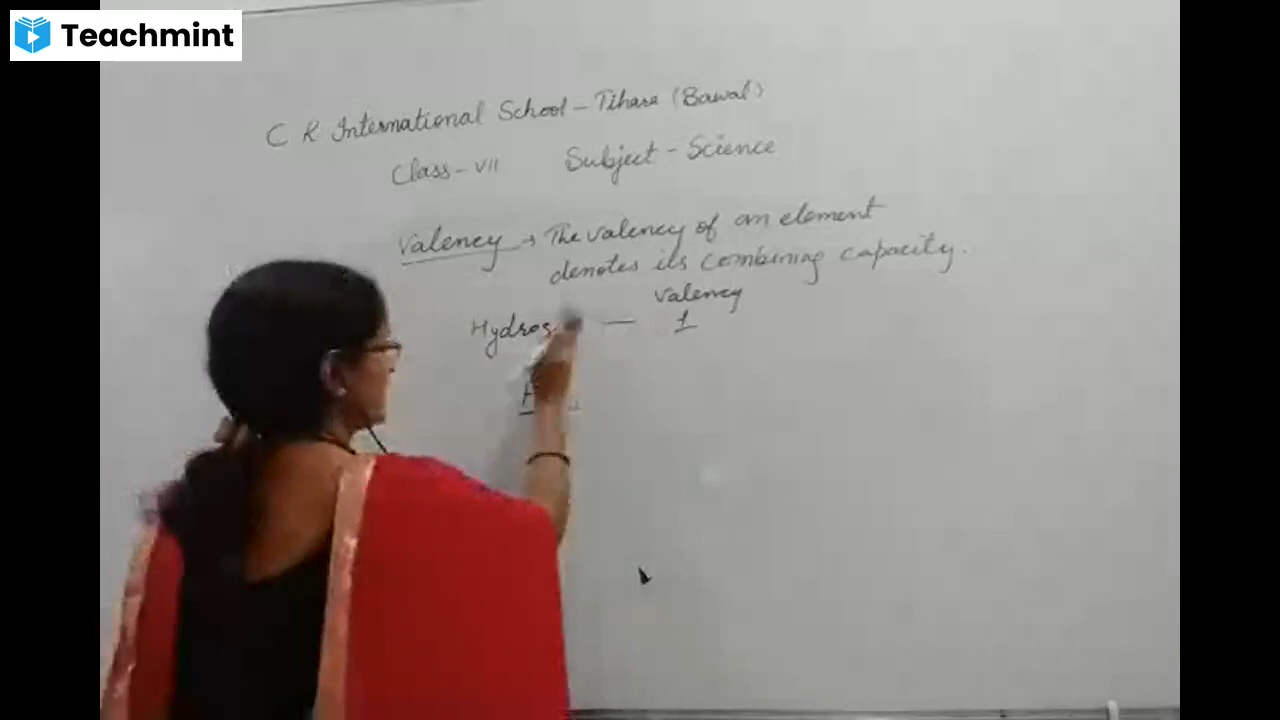 Teachmint
C R International School - Tihara (Bawal)
Class - VII Subject - Science
Valency → The valency of an element
denotes its combining capacity.
Valency
Hydrog — 1
H